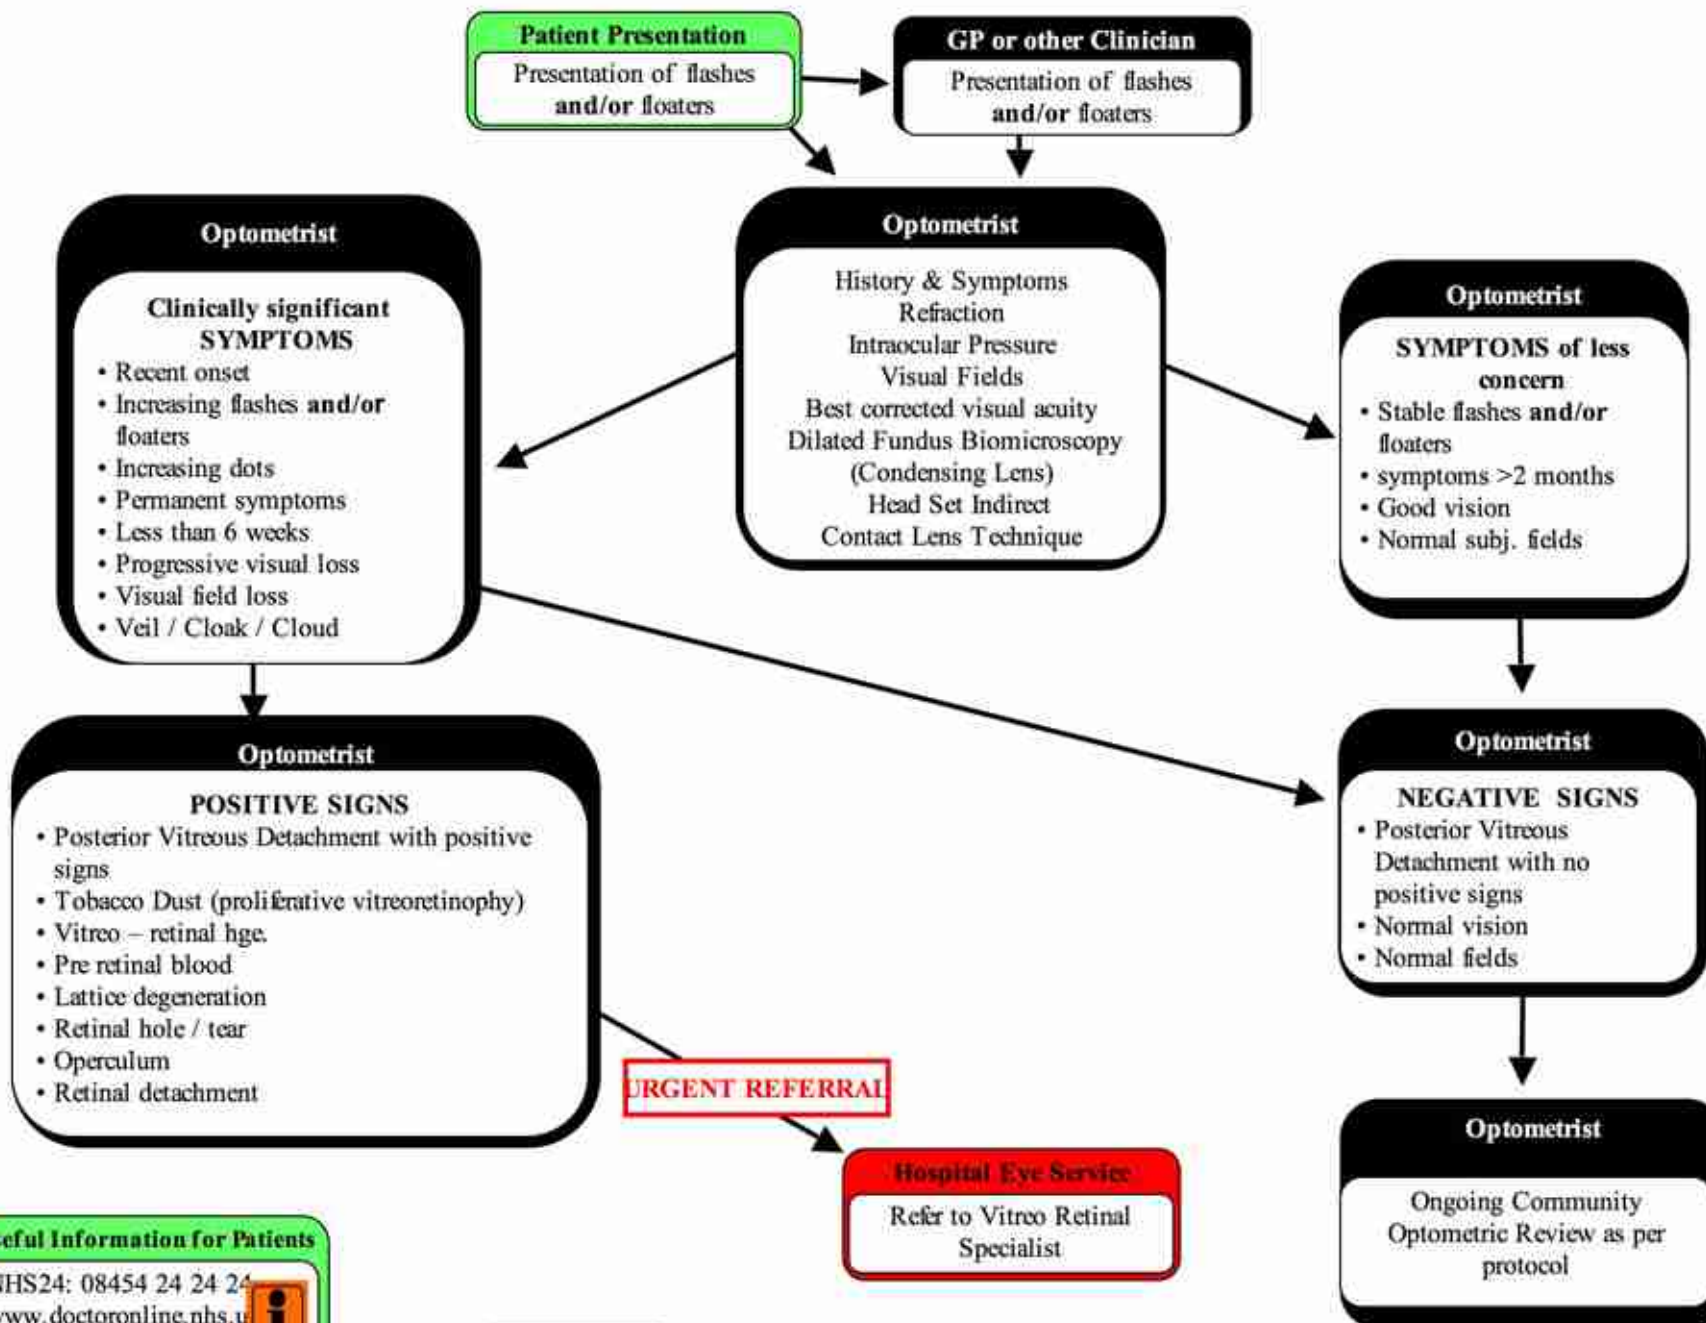 Patient Presentation
Presentation of flashes
and/or floaters
GP or other Clinician
Presentation of flashes
and/or floaters
Optometrist
Clinically significant
SYMPTOMS
• Recent onset
• Increasing flashes and/or
floaters
• Increasing dots
• Permanent symptoms
• Less than 6 weeks
• Progressive visual loss
• Visual field loss
• Veil / Cloak / Cloud
Optometrist
History & Symptoms
Refraction
Intraocular Pressure
Visual Fields
Best corrected visual acuity
Dilated Fundus Biomicroscopy
(Condensing Lens)
Head Set Indirect
Contact Lens Technique
Optometrist
SYMPTOMS of less
concern
• Stable flashes and/or
floaters
• symptoms >2 months
• Good vision
• Normal subj. fields
Optometrist
POSITIVE SIGNS
• Posterior Vitreous Detachment with positive
signs
• Tobacco Dust (proliferative vitreoretinophy)
• Vitreo – retinal hge.
• Pre retinal blood
• Lattice degeneration
• Retinal hole / tear
• Operculum
• Retinal detachment
Optometrist
NEGATIVE SIGNS
• Posterior Vitreous
Detachment with no
positive signs
• Normal vision
• Normal fields
URGENT REFERRAL
Hospital Eye Service
Refer to Vitreo Retinal
Specialist
Optometrist
Ongoing Community
Optometric Review as per
protocol
Information for Patients
NHS24: 08454 24 24 24
i